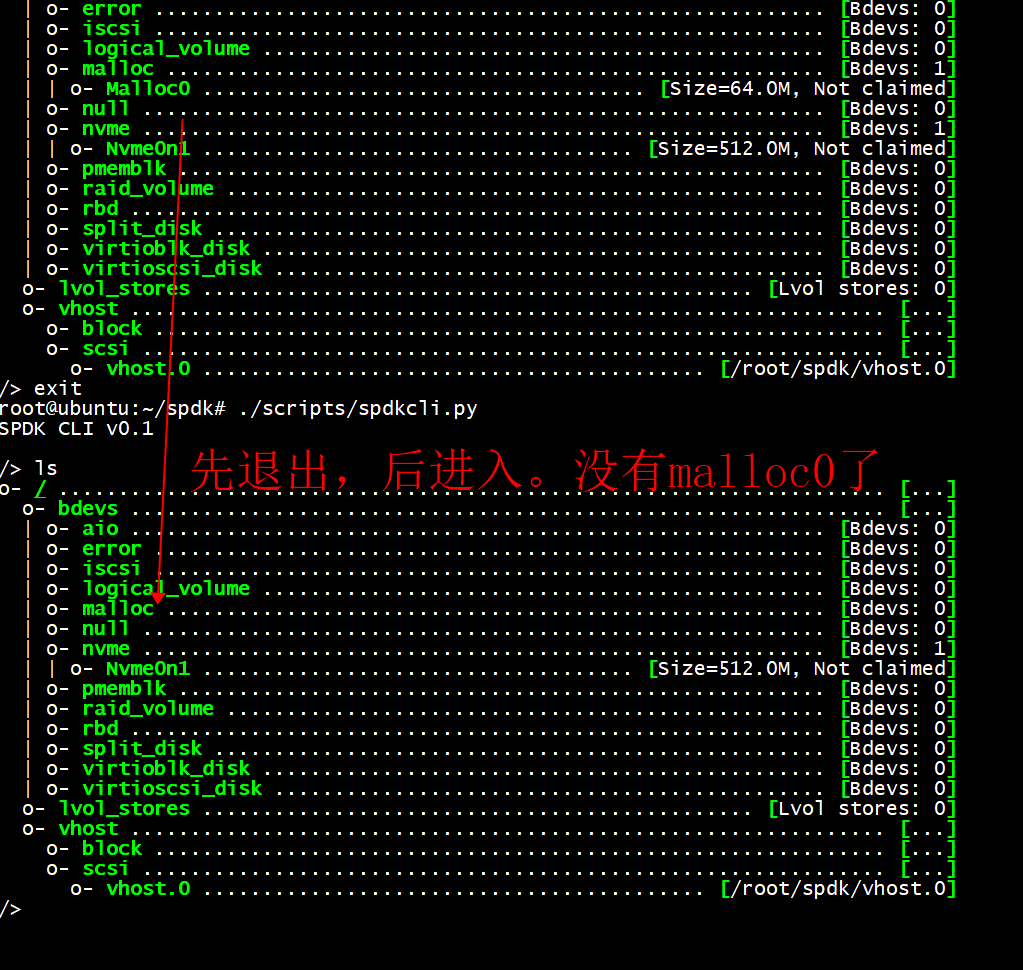 | o- error ........................................................ [Bdevs: 0]
| o- iscsi ........................................................ [Bdevs: 0]
| o- logical_volume ............................................... [Bdevs: 0]
| o- malloc ....................................................... [Bdevs: 1]
| | o- Malloc0 ..................................... [Size=64.0M, Not claimed]
| o- null ......................................................... [Bdevs: 0]
| o- nvme ......................................................... [Bdevs: 1]
| | o- Nvme0n1 .................................... [Size=512.0M, Not claimed]
| o- pmemblk ...................................................... [Bdevs: 0]
| o- raid_volume .................................................. [Bdevs: 0]
| o- rbd .......................................................... [Bdevs: 0]
| o- split_disk ................................................... [Bdevs: 0]
| o- virtioblk_disk ............................................... [Bdevs: 0]
| o- virtioscsi_disk .............................................. [Bdevs: 0]
o- lvol_stores .............................................. [Lvol stores: 0]
o- vhost ............................................................... [...]
o- block ............................................................. [...]
o- scsi .............................................................. [...]
o- vhost.0 .......................................... [/root/spdk/vhost.0]
/> exit
root@ubuntu:~/spdk# ./scripts/spdkcli.py
SPDK CLI v0.1
/> ls
先退出，后进入。没有malloc0了
o- / ..................................................................... [...]
o- bdevs ............................................................... [...]
| o- aio .......................................................... [Bdevs: 0]
| o- error ........................................................ [Bdevs: 0]
| o- iscsi ........................................................ [Bdevs: 0]
| o- logical_volume ............................................... [Bdevs: 0]
| o- malloc ....................................................... [Bdevs: 0]
| o- null ......................................................... [Bdevs: 0]
| o- nvme ......................................................... [Bdevs: 1]
| | o- Nvme0n1 .................................... [Size=512.0M, Not claimed]
| o- pmemblk ...................................................... [Bdevs: 0]
| o- raid_volume .................................................. [Bdevs: 0]
| o- rbd .......................................................... [Bdevs: 0]
| o- split_disk ................................................... [Bdevs: 0]
| o- virtioblk_disk ............................................... [Bdevs: 0]
| o- virtioscsi_disk .............................................. [Bdevs: 0]
o- lvol_stores .............................................. [Lvol stores: 0]
o- vhost ............................................................... [...]
o- block ............................................................. [...]
o- scsi .............................................................. [...]
o- vhost.0 .......................................... [/root/spdk/vhost.0]
/>